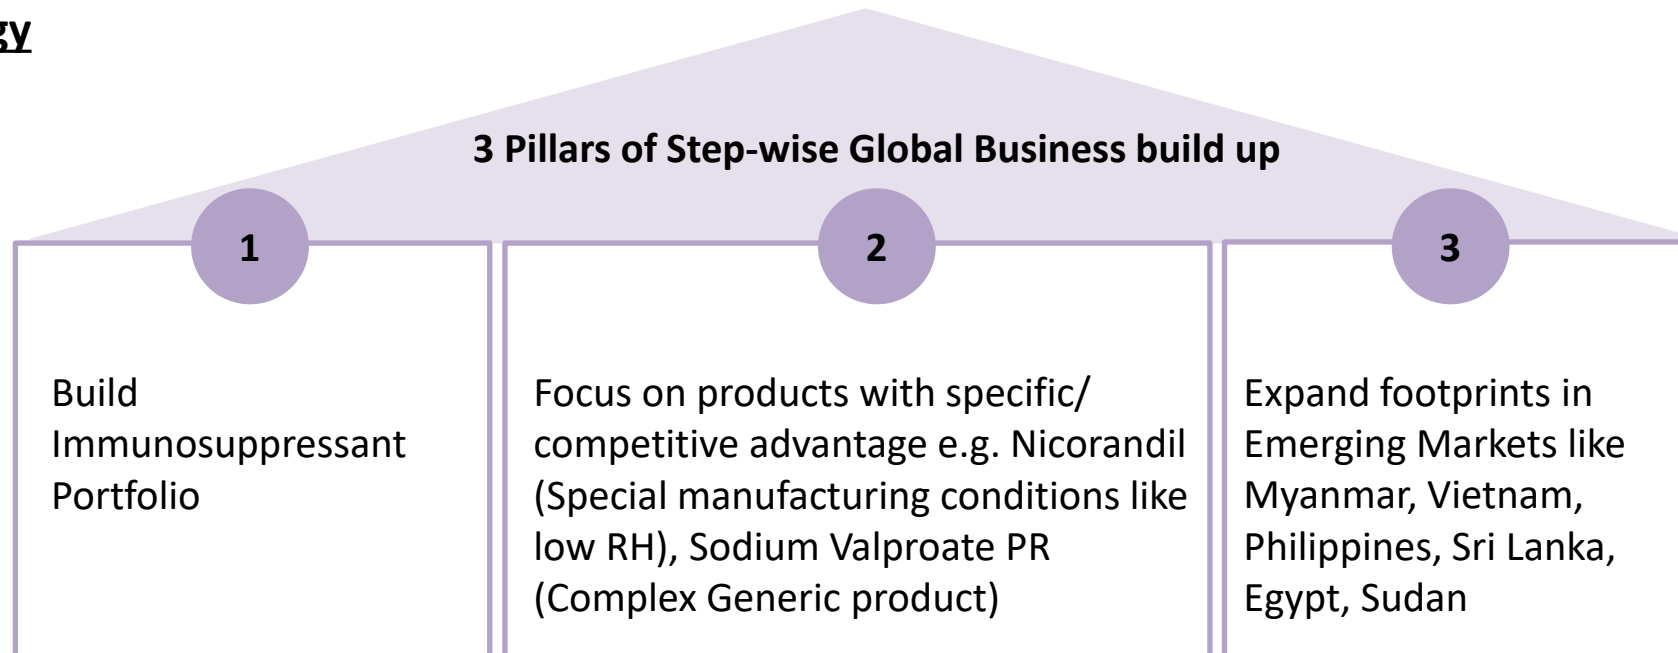 gy
3 Pillars of Step-wise Global Business build up
1
Build
Immunosuppressant
Portfolio
2
Focus on products with specific/
competitive advantage e.g. Nicorandil
(Special manufacturing conditions like
low RH), Sodium Valproate PR
(Complex Generic product)
3
Expand footprints in
Emerging Markets like
Myanmar, Vietnam,
Philippines, Sri Lanka,
Egypt, Sudan